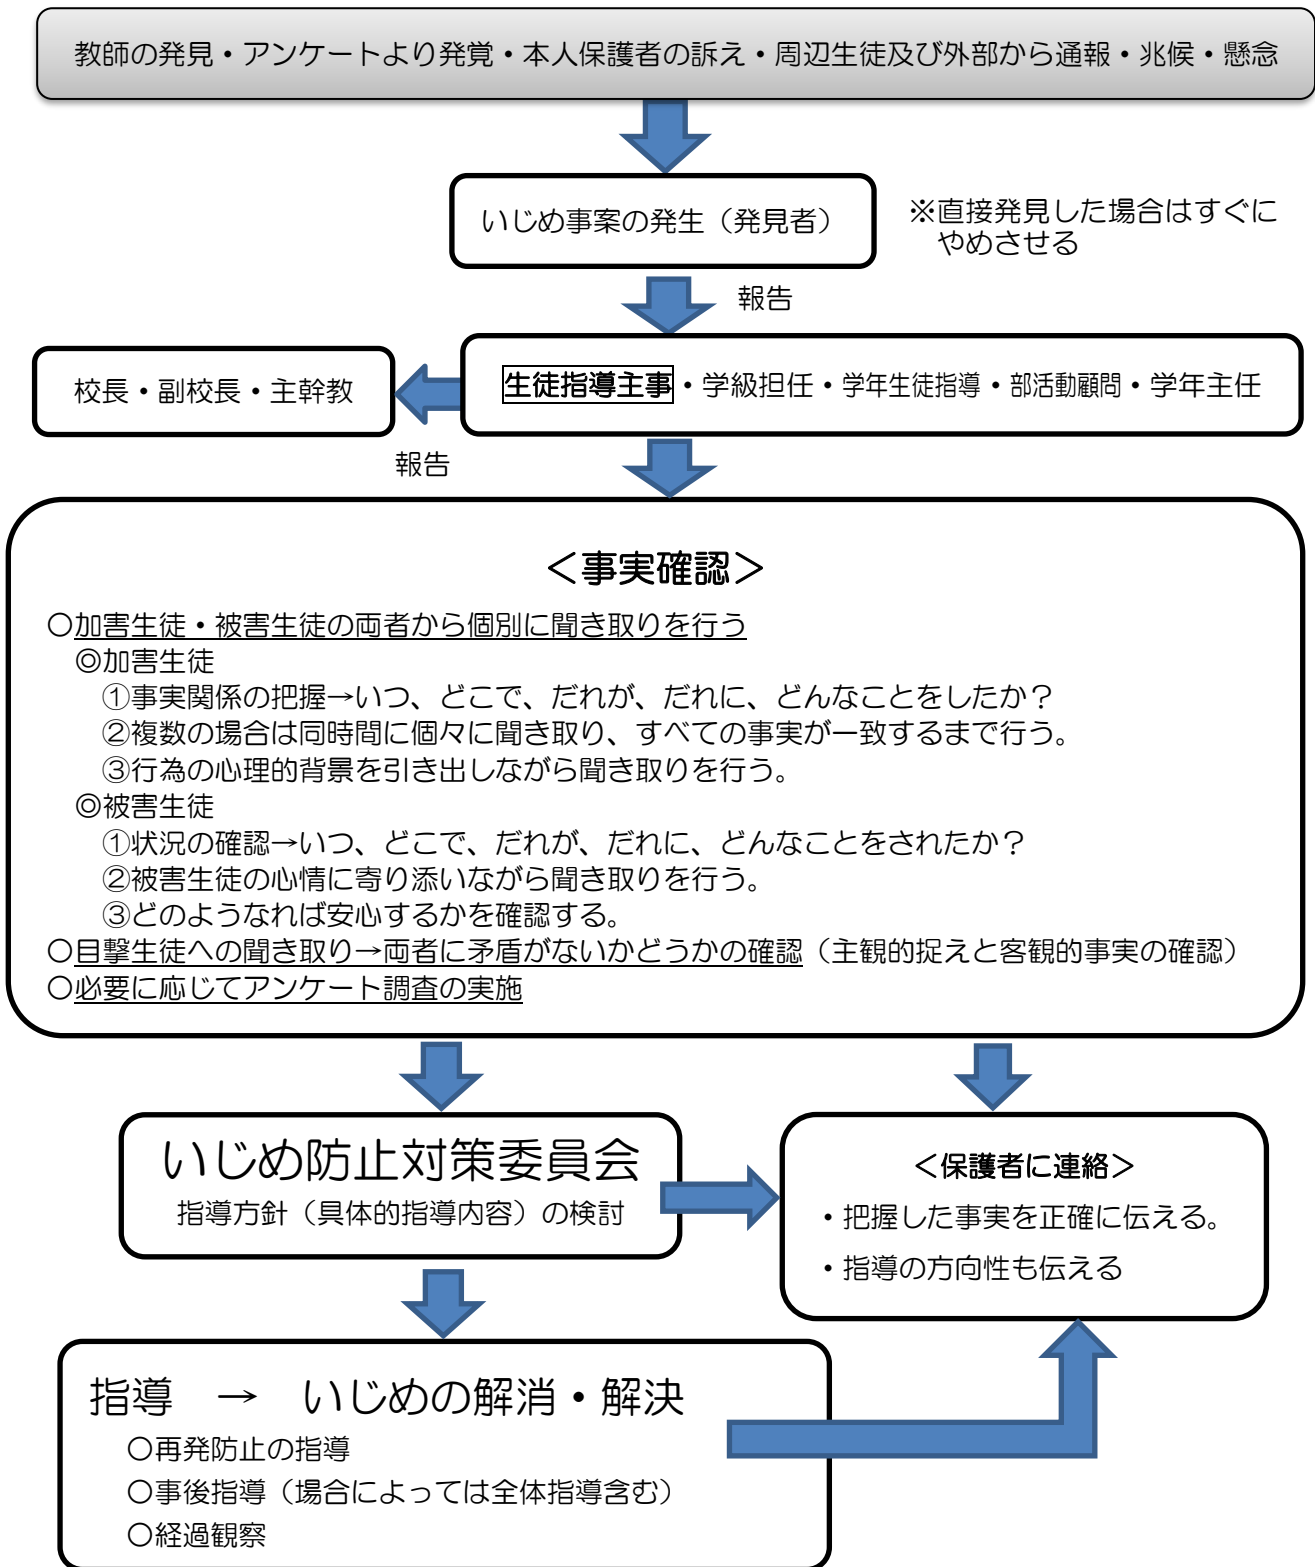 教師の発見・アンケートより発覚・本人保護者の訴え・周辺生徒及び外部から通報・兆候・懸念
いじめ事案の発生（発見者）
※直接発見した場合はすぐに
やめさせる
報告
校長・副校長・主幹教
生徒指導主事・学級担任・学年生徒指導・部活動顧問・学年主任
報告
＜事実確認＞
○加害生徒・被害生徒の両者から個別に聞き取りを行う
◎加害生徒
①事実関係の把握→いつ、どこで、だれが、だれに、どんなことをしたか？
②複数の場合は同時間に個々に聞き取り、すべての事実が一致するまで行う。
③行為の心理的背景を引き出しながら聞き取りを行う。
◎被害生徒
①状況の確認→いつ、どこで、だれが、だれに、どんなことをされたか？
②被害生徒の心情に寄り添いながら聞き取りを行う。
③どのようなれば安心するかを確認する。
○目撃生徒への聞き取り→両者に矛盾がないかどうかの確認（主観的捉えと客観的事実の確認）
○必要に応じてアンケート調査の実施
いじめ防止対策委員会
指導方針（具体的指導内容）の検討
＜保護者に連絡＞
・把握した事実を正確に伝える。
・指導の方向性も伝える
指導　→　いじめの解消・解決
○再発防止の指導
○事後指導（場合によっては全体指導含む）
○経過観察